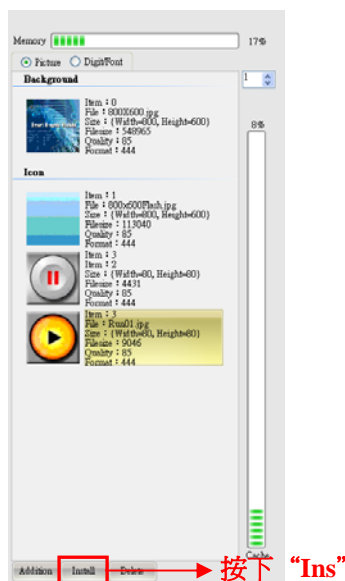 Memory 17%
Picture Digit/Font
Background 1
Item : 0
File : 800X600.jpg
Size : (Width=800, Height=600)
Filesize : 548965
Quality : 85
Format : 444
8%
Icon
Item : 1
File : 800x600Flash.jpg
Size : (Width=800, Height=600)
Filesize : 113040
Quality : 85
Format : 444
Item : 3
Item : 2
Size : (Width=80, Height=80)
Filesize : 4431
Quality : 85
Format : 444
Item : 3
File : Run01.jpg
Size : (Width=80, Height=80)
Filesize : 9046
Quality : 85
Format : 444
Cache
Addition Install Delete 按下“Ins”